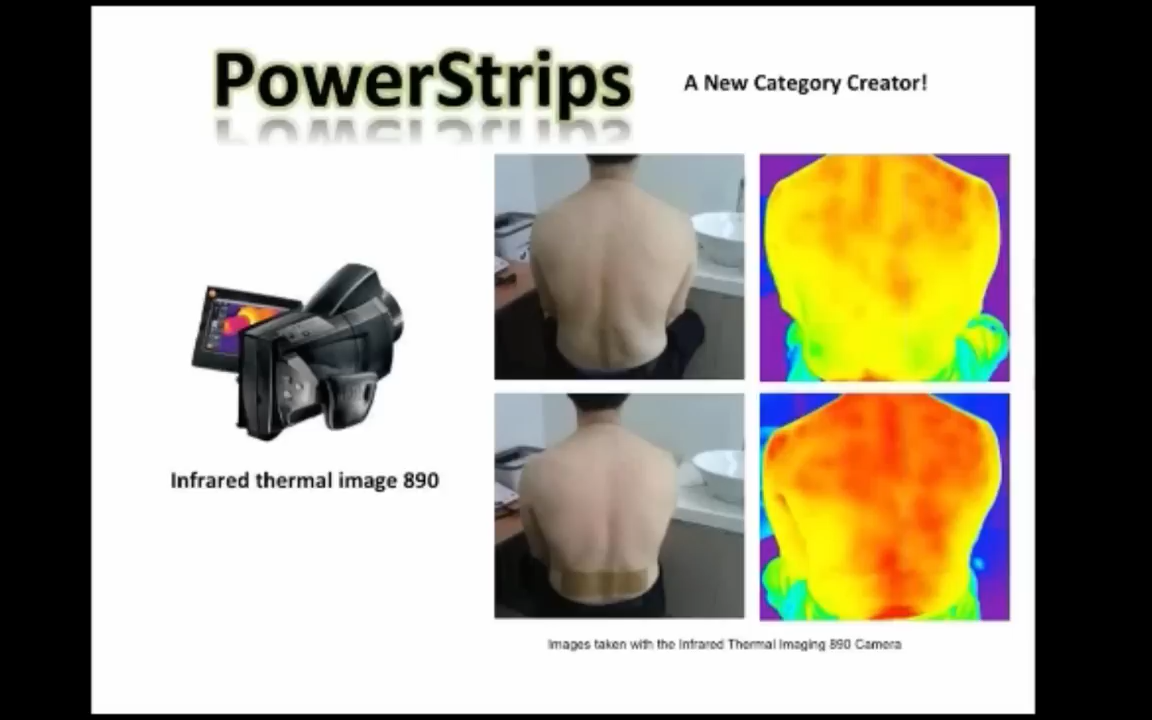 PowerStrips
A New Category Creator!
Infrared thermal image 890
Images taken with the Infrared Thermal Imaging 890 Camera